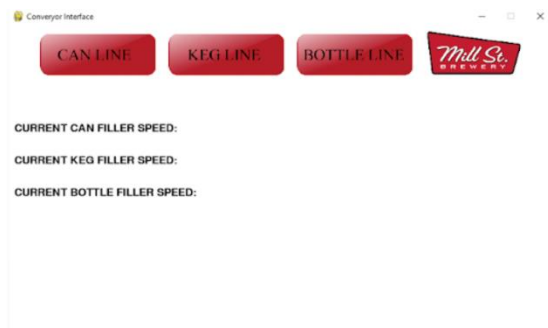 Converyor Interface
CAN LINE KEG LINE BOTTLE LINE Mill St.
BREWERY
CURRENT CAN FILLER SPEED:
CURRENT KEG FILLER SPEED:
CURRENT BOTTLE FILLER SPEED: